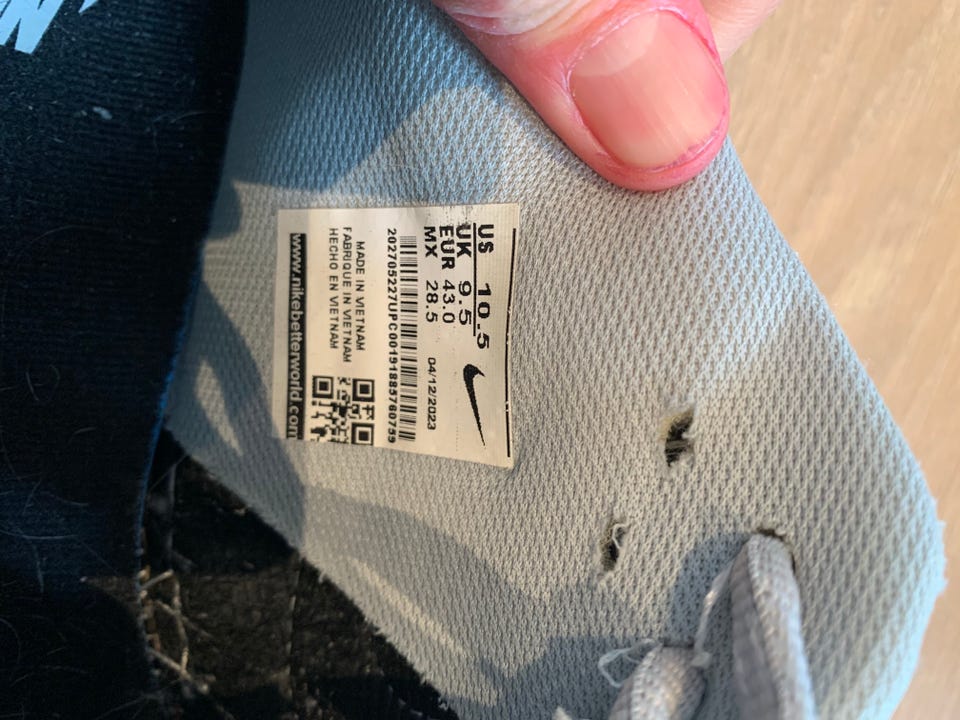 US 10.5
UK 9.5
EUR 43.0
MX 28.5
04/12/2023
202705227UPC00191885760759
MADE IN VIETNAM
FABRIQUE IN VIETNAM
HECHO EN VIETNAM
www.nikebetterworld.com